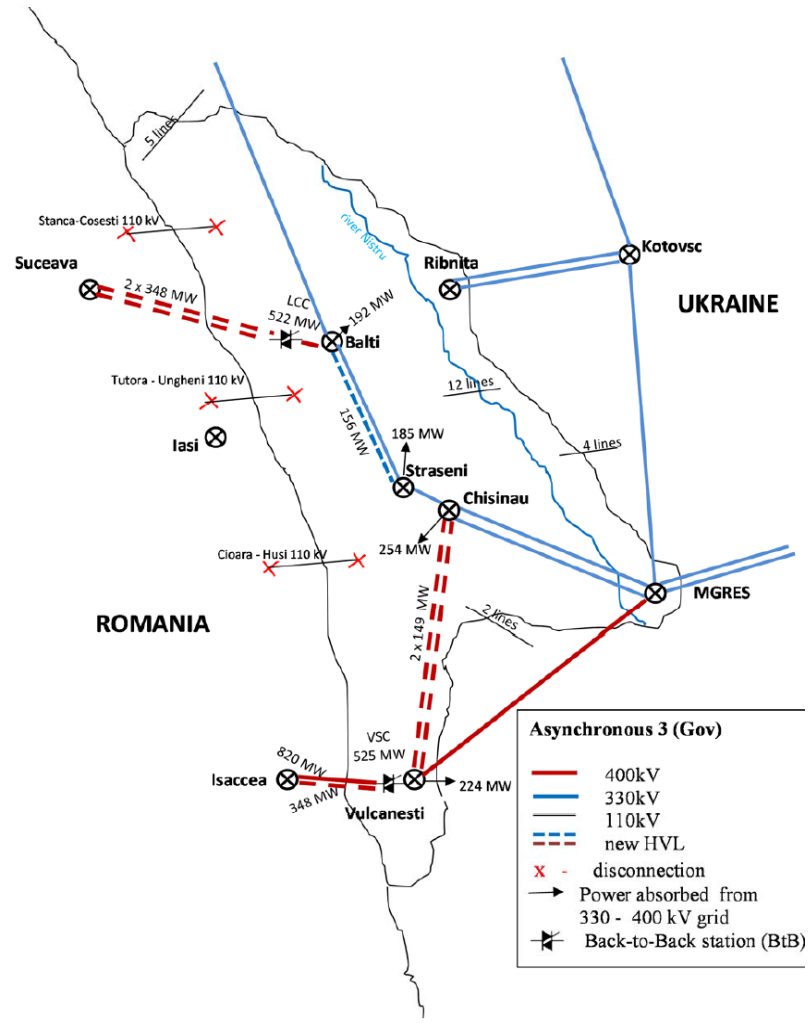 5 lines
Stanca-Cosesti 110 kV
river Nistru
Kotovsc
Ribnita
Suceava
2 x 348 MW
LCC
522 MW
192 MW
UKRAINE
Balti
Tutora - Ungheni 110 kV
12 lines
156 MW
Iasi
185 MW
4 lines
Straseni
Chisinau
254 MW
Cioara - Husi 110 kV
MGRES
ROMANIA
2 x 149 MW
2 lines
VSC
525 MW
820 MW
Isaccea
348 MW
224 MW
Vulcanesti
Asynchronous 3 (Gov)
400kV
330kV
110kV
new HVL
x - disconnection
Power absorbed from
330 - 400 kV grid
Back-to-Back station (BtB)